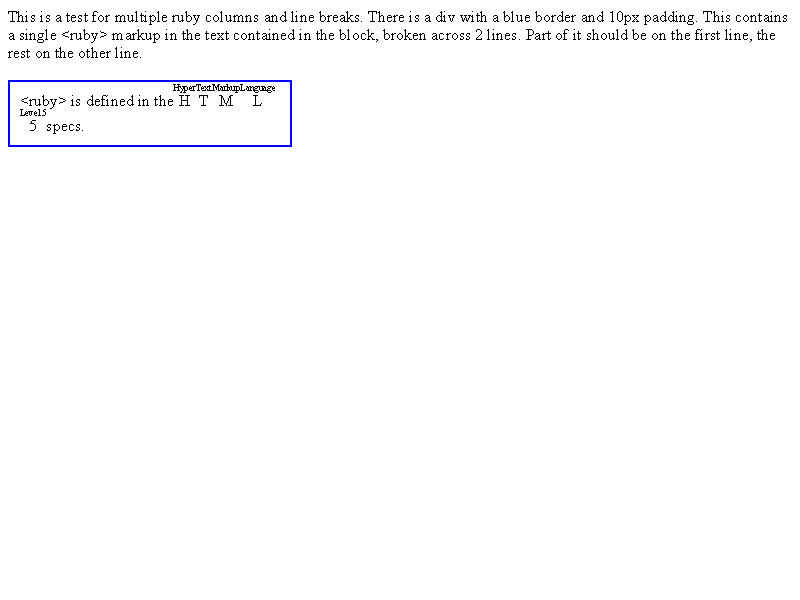 This is a test for multiple ruby columns and line breaks. There is a div with a blue border and 10px padding. This contains
a single <ruby> markup in the text contained in the block, broken across 2 lines. Part of it should be on the first line, the
rest on the other line.
HyperTextMarkupLanguage
<ruby> is defined in the H T M L
Level5
5 specs.